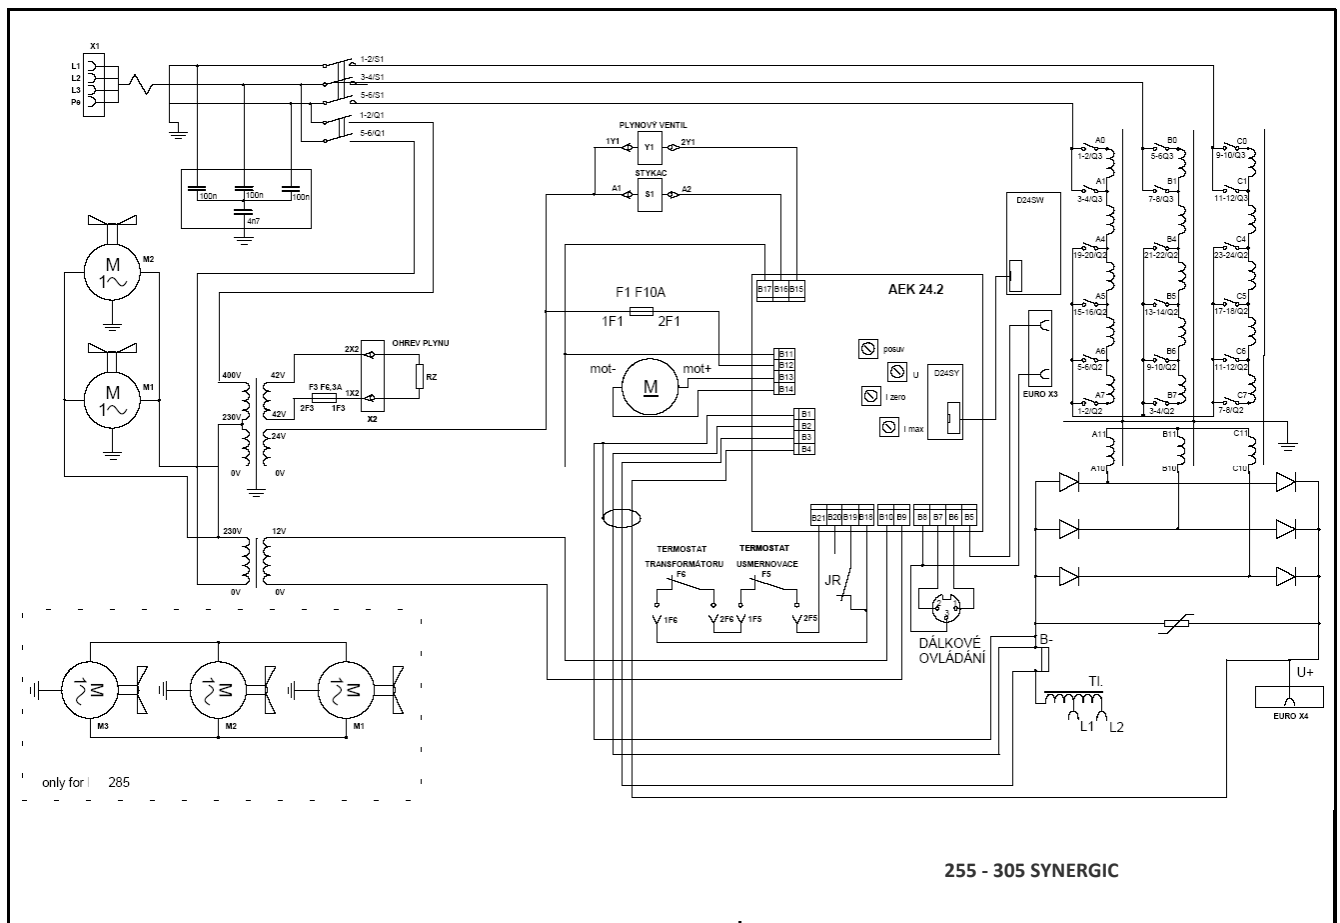 X1
L1
L2
L3
Pe
1-2/S1
3-4/S1
5-6/S1
1-2/Q1
5-6/Q1
100n
100n
100n
4n7
M
1
M2
M
1
M1
PLYNOVÝ VENTIL
1Y1
Y1
2Y1
STYKAC
A1
S1
A2
F1 F10A
1F1
2F1
mot-
M
mot+
B17
B16
B15
AEK 24.2
B11
B12
B13
B14
B1
B2
B3
B4
posuv
U
I zero
I max
D24SY
D24SW
EURO X3
B21
B20
B19
B18
B10
B9
B8
B7
B6
B5
400V
230V
0V
42V
42V
24V
0V
2X2
OHREV PLYNU
F3 F6,3A
1X2
2F3
1F3
X2
RZ
230V
0V
12V
0V
TERMOSTAT
TRANSFORMÁTORU
F6
1F6
2F6
TERMOSTAT
USMERNOVACE
F5
1F5
2F5
JR
2
1
3
DÁLKOVÉ
OVLÁDÁNÍ
A0
1-2/Q3
B0
5-6Q3
C0
9-10/Q3
A1
3-4/Q3
B1
7-8/Q3
C1
11-12/Q3
A4
19-20/Q2
B4
21-22/Q2
C4
23-24/Q2
A5
15-16/Q2
B5
13-14/Q2
C5
17-18/Q2
A6
5-6/Q2
B6
9-10/Q2
C6
11-12/Q2
A7
1-2/Q2
B7
3-4/Q2
C7
7-8/Q2
A11
B11
C11
A10
B10
C10
B-
Tl.
L1
L2
U+
EURO X4
M
1
M3
M
1
M2
M
1
M1
only for
285
255 - 305 SYNERGIC